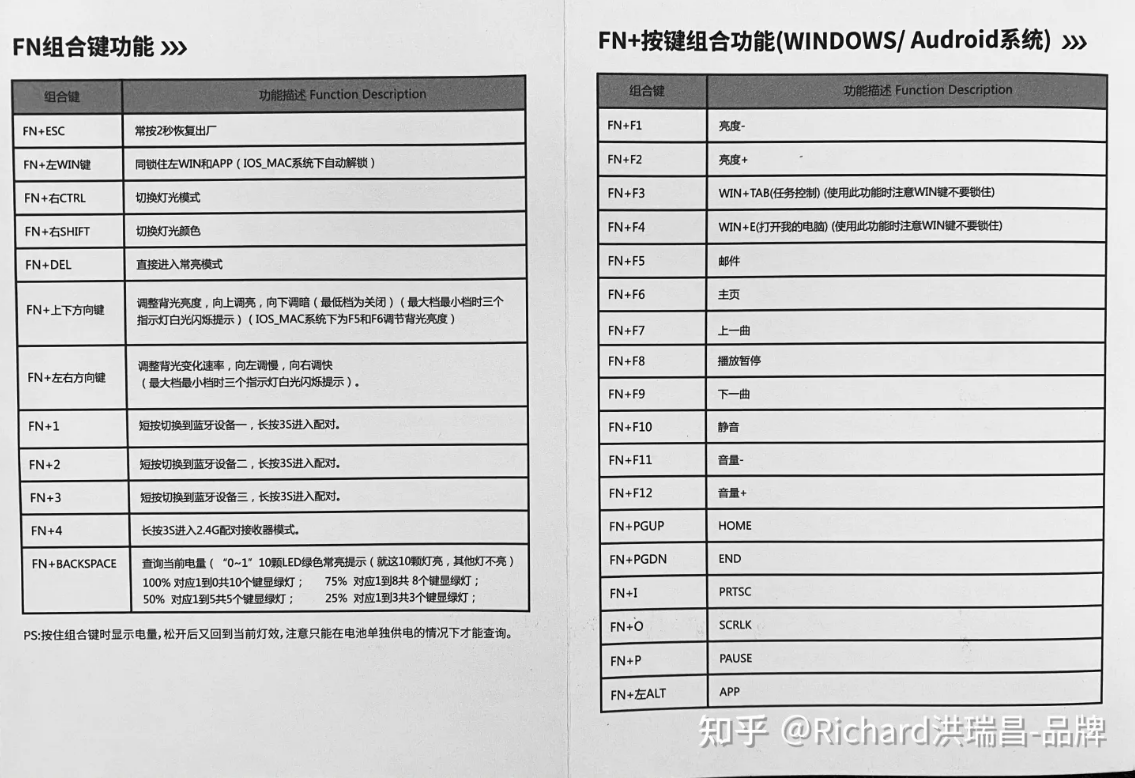 FN组合键功能 >>>
组合键 功能描述 Function Description
FN+ESC 常按2秒恢复出厂
FN+左WIN键 同锁住左WIN和APP（IOS_MAC系统下自动解锁）
FN+右CTRL 切换灯光模式
FN+右SHIFT 切换灯光颜色
FN+DEL 直接进入常亮模式
FN+上下方向键 调整背光亮度，向上调亮，向下调暗（最低档为关闭）（最大档最小档时三个
指示灯白光闪烁提示）（IOS_MAC系统下为F5和F6调节背光亮度）
FN+左右方向键 调整背光变化速率，向左调慢，向右调快
（最大档最小档时三个指示灯白光闪烁提示）。
FN+1 短按切换到蓝牙设备一，长按3S进入配对。
FN+2 短按切换到蓝牙设备二，长按3S进入配对。
FN+3 短按切换到蓝牙设备三，长按3S进入配对。
FN+4 长按3S进入2.4G配对接收器模式。
FN+BACKSPACE 查询当前电量（“0~1”10颗LED绿色常亮提示（就这10颗灯亮，其他灯不亮）
100% 对应1到0共10个键显绿灯； 75% 对应1到8共 8个键显绿灯；
50% 对应1到5共5个键显绿灯； 25% 对应1到3共3个键显绿灯；
PS:按住组合键时显示电量,松开后又回到当前灯效,注意只能在电池单独供电的情况下才能查询。
FN+按键组合功能(WINDOWS/ Audroid系统) >>>
组合键 功能描述 Function Description
FN+F1 亮度-
FN+F2 亮度+
FN+F3 WIN+TAB(任务控制) (使用此功能时注意WIN键不要锁住)
FN+F4 WIN+E(打开我的电脑) (使用此功能时注意WIN键不要锁住)
FN+F5 邮件
FN+F6 主页
FN+F7 上一曲
FN+F8 播放暂停
FN+F9 下一曲
FN+F10 静音
FN+F11 音量-
FN+F12 音量+
FN+PGUP HOME
FN+PGDN END
FN+I PRTSC
FN+O SCRLK
FN+P PAUSE
FN+左ALT APP
知乎 @Richard洪瑞昌-品牌